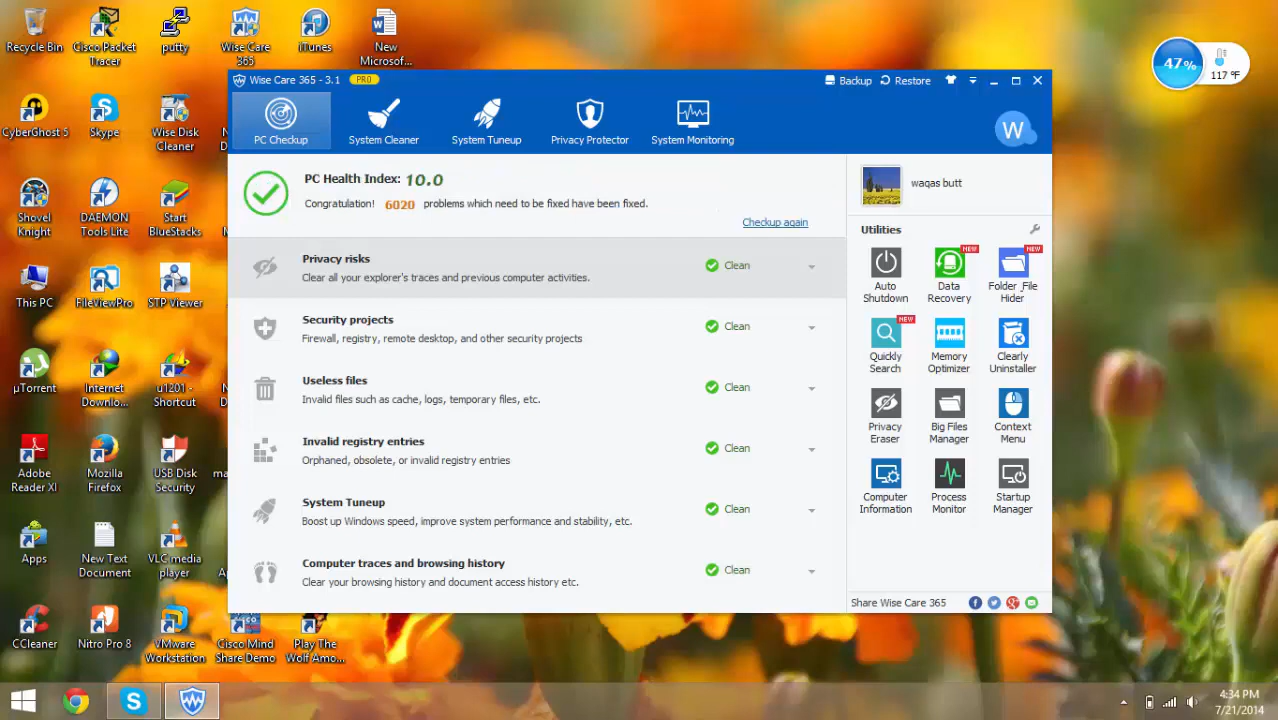 Recycle Bin
Cisco Packet
Tracer
putty
Wise Care
365
iTunes
New
Microsof...
CyberGhost 5
Skype
Wise Disk
Cleaner
Shovel
Knight
DAEMON
Tools Lite
Start
BlueStacks
This PC
FileViewPro
STP Viewer
µTorrent
Internet
Downlo...
u1201 -
Shortcut
Adobe
Reader XI
Mozilla
Firefox
USB Disk
Security
Apps
New Text
Document
VLC media
player
CCleaner
Nitro Pro 8
VMware
Workstation
Cisco Mind
Share Demo
Play The
Wolf Amo...
Wise Care 365 - 3.1 PRO
Backup Restore
PC Checkup
System Cleaner
System Tuneup
Privacy Protector
System Monitoring
W
PC Health Index: 10.0
Congratulation! 6020 problems which need to be fixed have been fixed.
Checkup again
Privacy risks
Clear all your explorer's traces and previous computer activities.
Clean
Security projects
Firewall, registry, remote desktop, and other security projects
Clean
Useless files
Invalid files such as cache, logs, temporary files, etc.
Clean
Invalid registry entries
Orphaned, obsolete, or invalid registry entries
Clean
System Tuneup
Boost up Windows speed, improve system performance and stability, etc.
Clean
Computer traces and browsing history
Clear your browsing history and document access history etc.
Clean
waqas butt
Utilities
Auto
Shutdown
NEW
Data
Recovery
NEW
Folder_File
Hider
NEW
Quickly
Search
Memory
Optimizer
Clearly
Uninstaller
Privacy
Eraser
Big Files
Manager
Context
Menu
Computer
Information
Process
Monitor
Startup
Manager
Share Wise Care 365
47%
117 °F
4:34 PM
7/21/2014